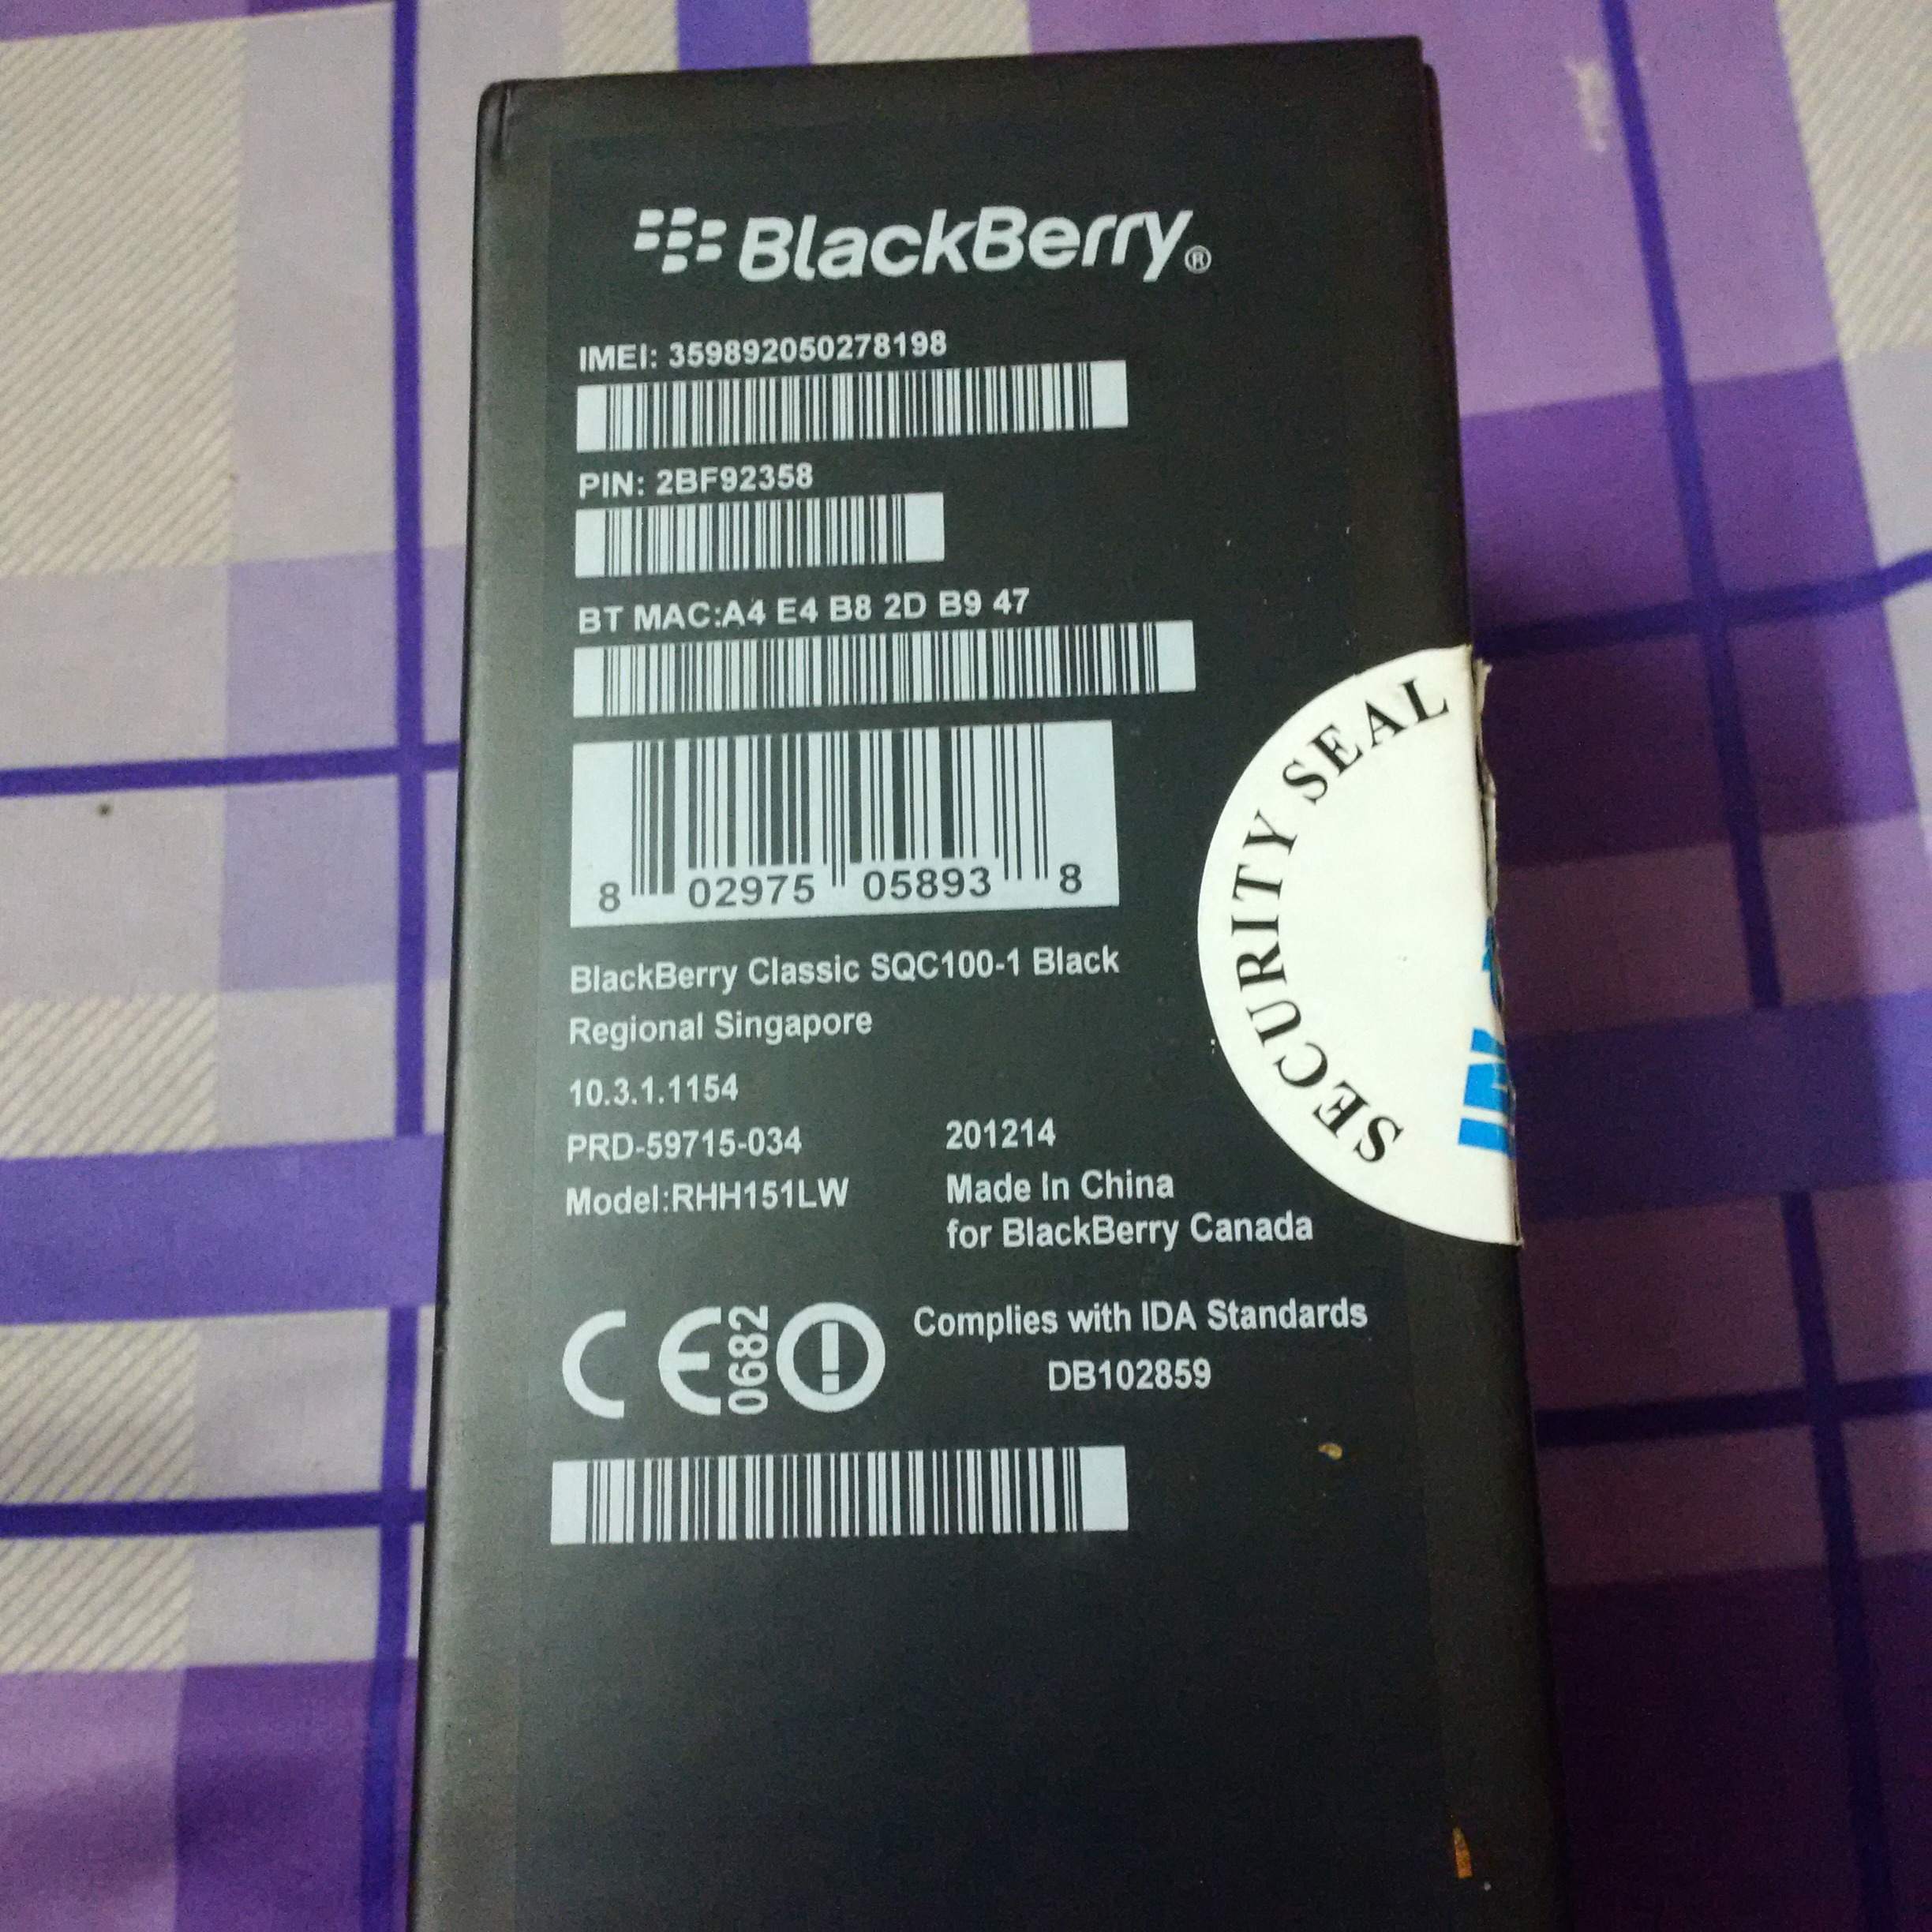 BlackBerry®
IMEI: 359892050278198
PIN: 2BF92358
BT MAC:A4 E4 B8 2D B9 47
8 02975 05893 8
BlackBerry Classic SQC100-1 Black
Regional Singapore
10.3.1.1154
PRD-59715-034
Model:RHH151LW
201214
Made In China
for BlackBerry Canada
CE 0682
Complies with IDA Standards
DB102859
SECURITY SEAL